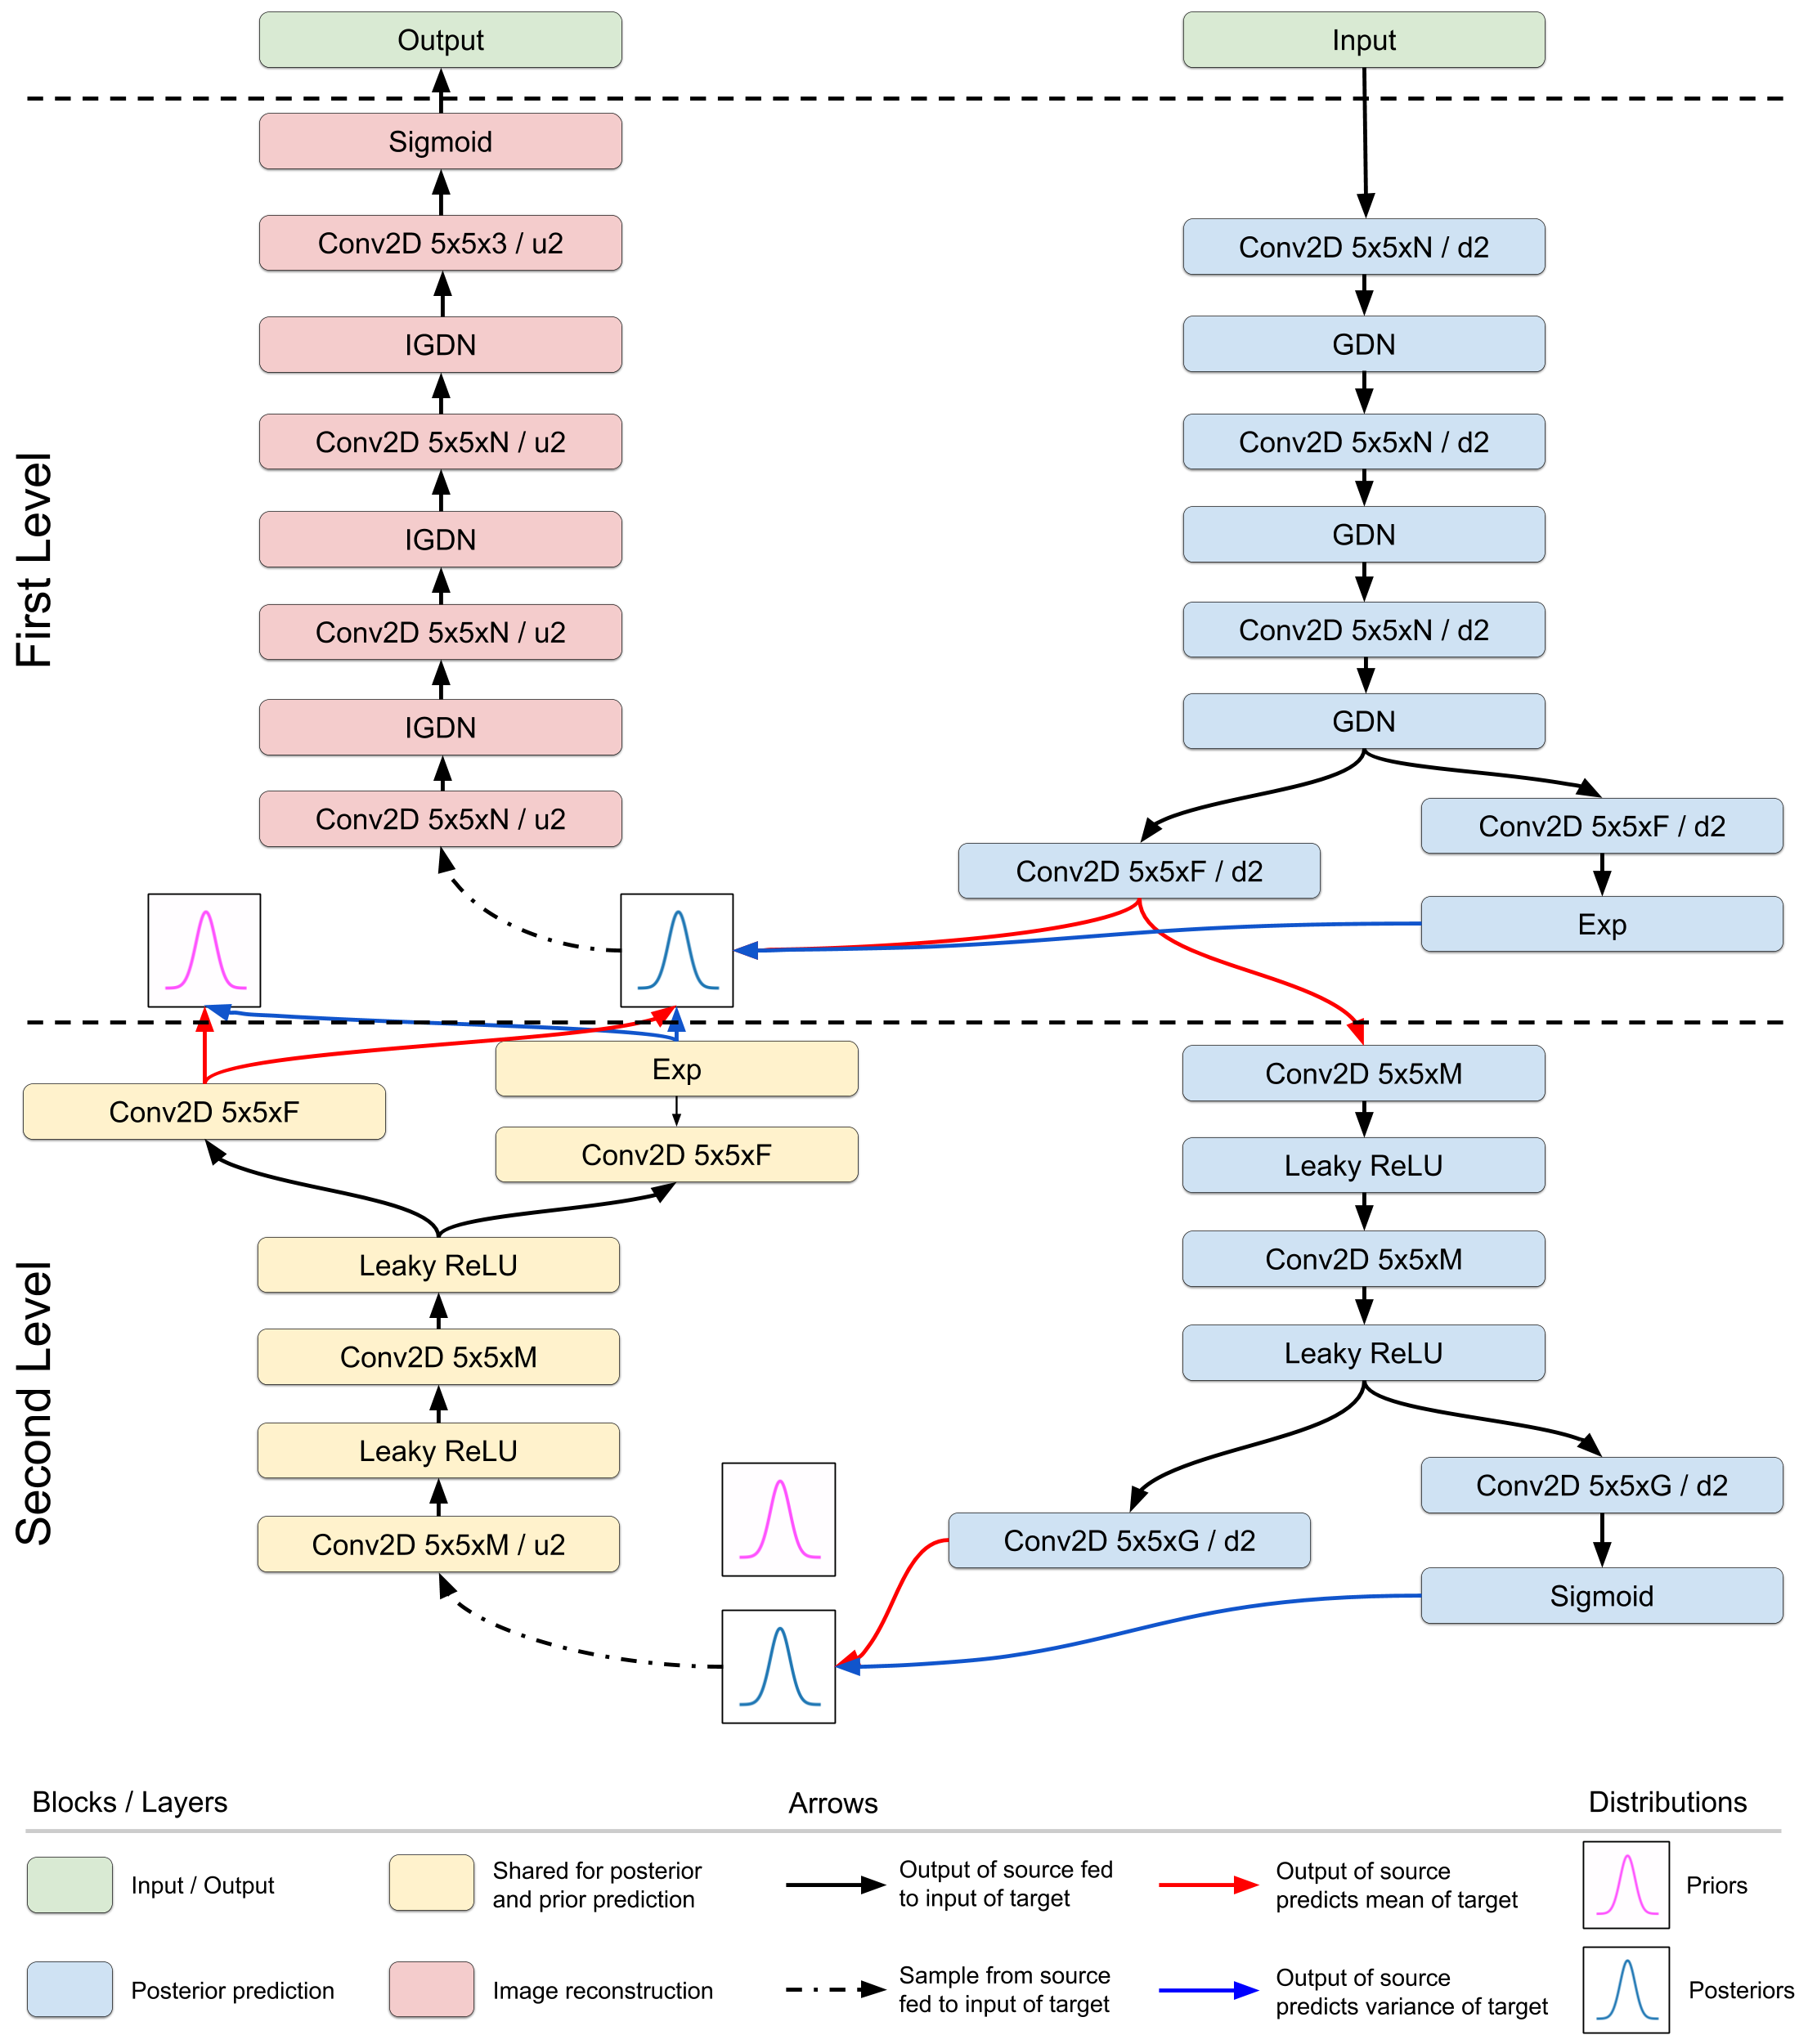 Output
Input
Sigmoid
Conv2D 5x5x3 / u2
Conv2D 5x5xN / d2
IGDN
GDN
Conv2D 5x5xN / u2
Conv2D 5x5xN / d2
First Level
IGDN
GDN
Conv2D 5x5xN / u2
Conv2D 5x5xN / d2
IGDN
GDN
Conv2D 5x5xN / u2
Conv2D 5x5xF / d2
Conv2D 5x5xF / d2
Exp
Exp
Conv2D 5x5xM
Conv2D 5x5xF
Conv2D 5x5xF
Leaky ReLU
Leaky ReLU
Conv2D 5x5xM
Second Level
Conv2D 5x5xM
Leaky ReLU
Leaky ReLU
Conv2D 5x5xG / d2
Conv2D 5x5xM / u2
Conv2D 5x5xG / d2
Sigmoid
Blocks / Layers
Arrows
Distributions
Input / Output
Shared for posterior
and prior prediction
Output of source fed
to input of target
Output of source
predicts mean of target
Priors
Posterior prediction
Image reconstruction
Sample from source
fed to input of target
Output of source
predicts variance of target
Posteriors